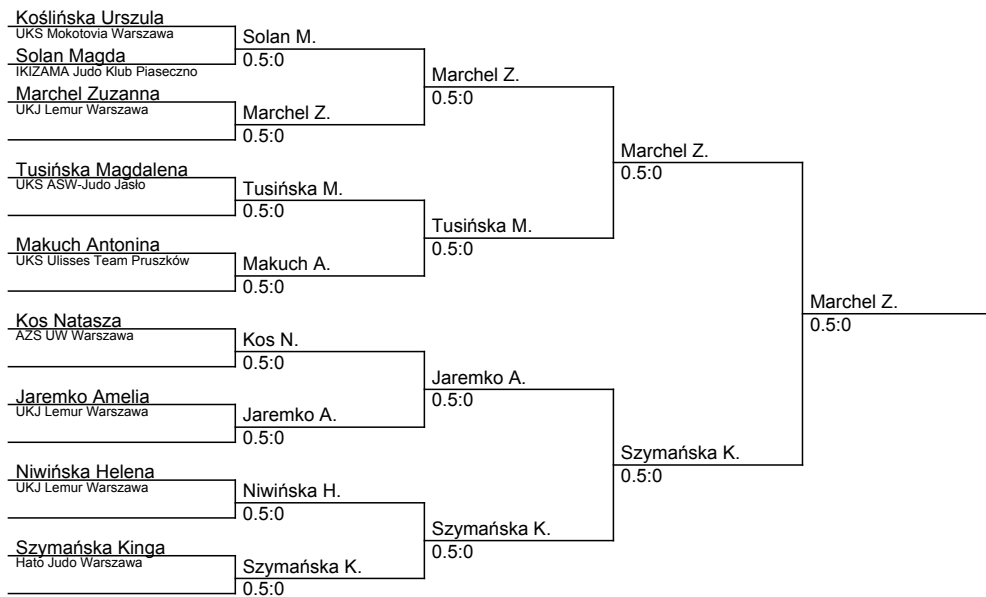 Koślińska Urszula
UKS Mokotovia Warszawa
Solan Magda
IKIZAMA Judo Klub Piaseczno
Marchel Zuzanna
UKJ Lemur Warszawa
Tusińska Magdalena
UKS ASW-Judo Jasło
Makuch Antonina
UKS Ulisses Team Pruszków
Kos Natasza
AZS UW Warszawa
Jaremko Amelia
UKJ Lemur Warszawa
Niwińska Helena
UKJ Lemur Warszawa
Szymańska Kinga
Hato Judo Warszawa
Solan M.
0.5:0
Marchel Z.
0.5:0
Tusińska M.
0.5:0
Makuch A.
0.5:0
Kos N.
0.5:0
Jaremko A.
0.5:0
Niwińska H.
0.5:0
Szymańska K.
0.5:0
Marchel Z.
0.5:0
Tusińska M.
0.5:0
Jaremko A.
0.5:0
Szymańska K.
0.5:0
Marchel Z.
0.5:0
Szymańska K.
0.5:0
Marchel Z.
0.5:0